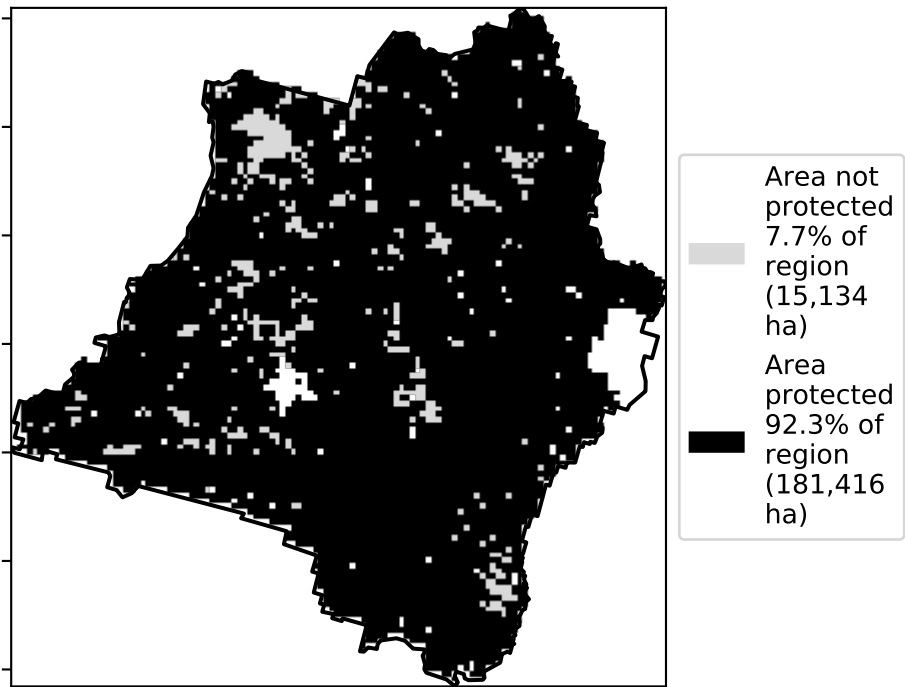 Area not
protected
7.7% of
region
(15,134
ha)
Area
protected
92.3% of
region
(181,416
ha)